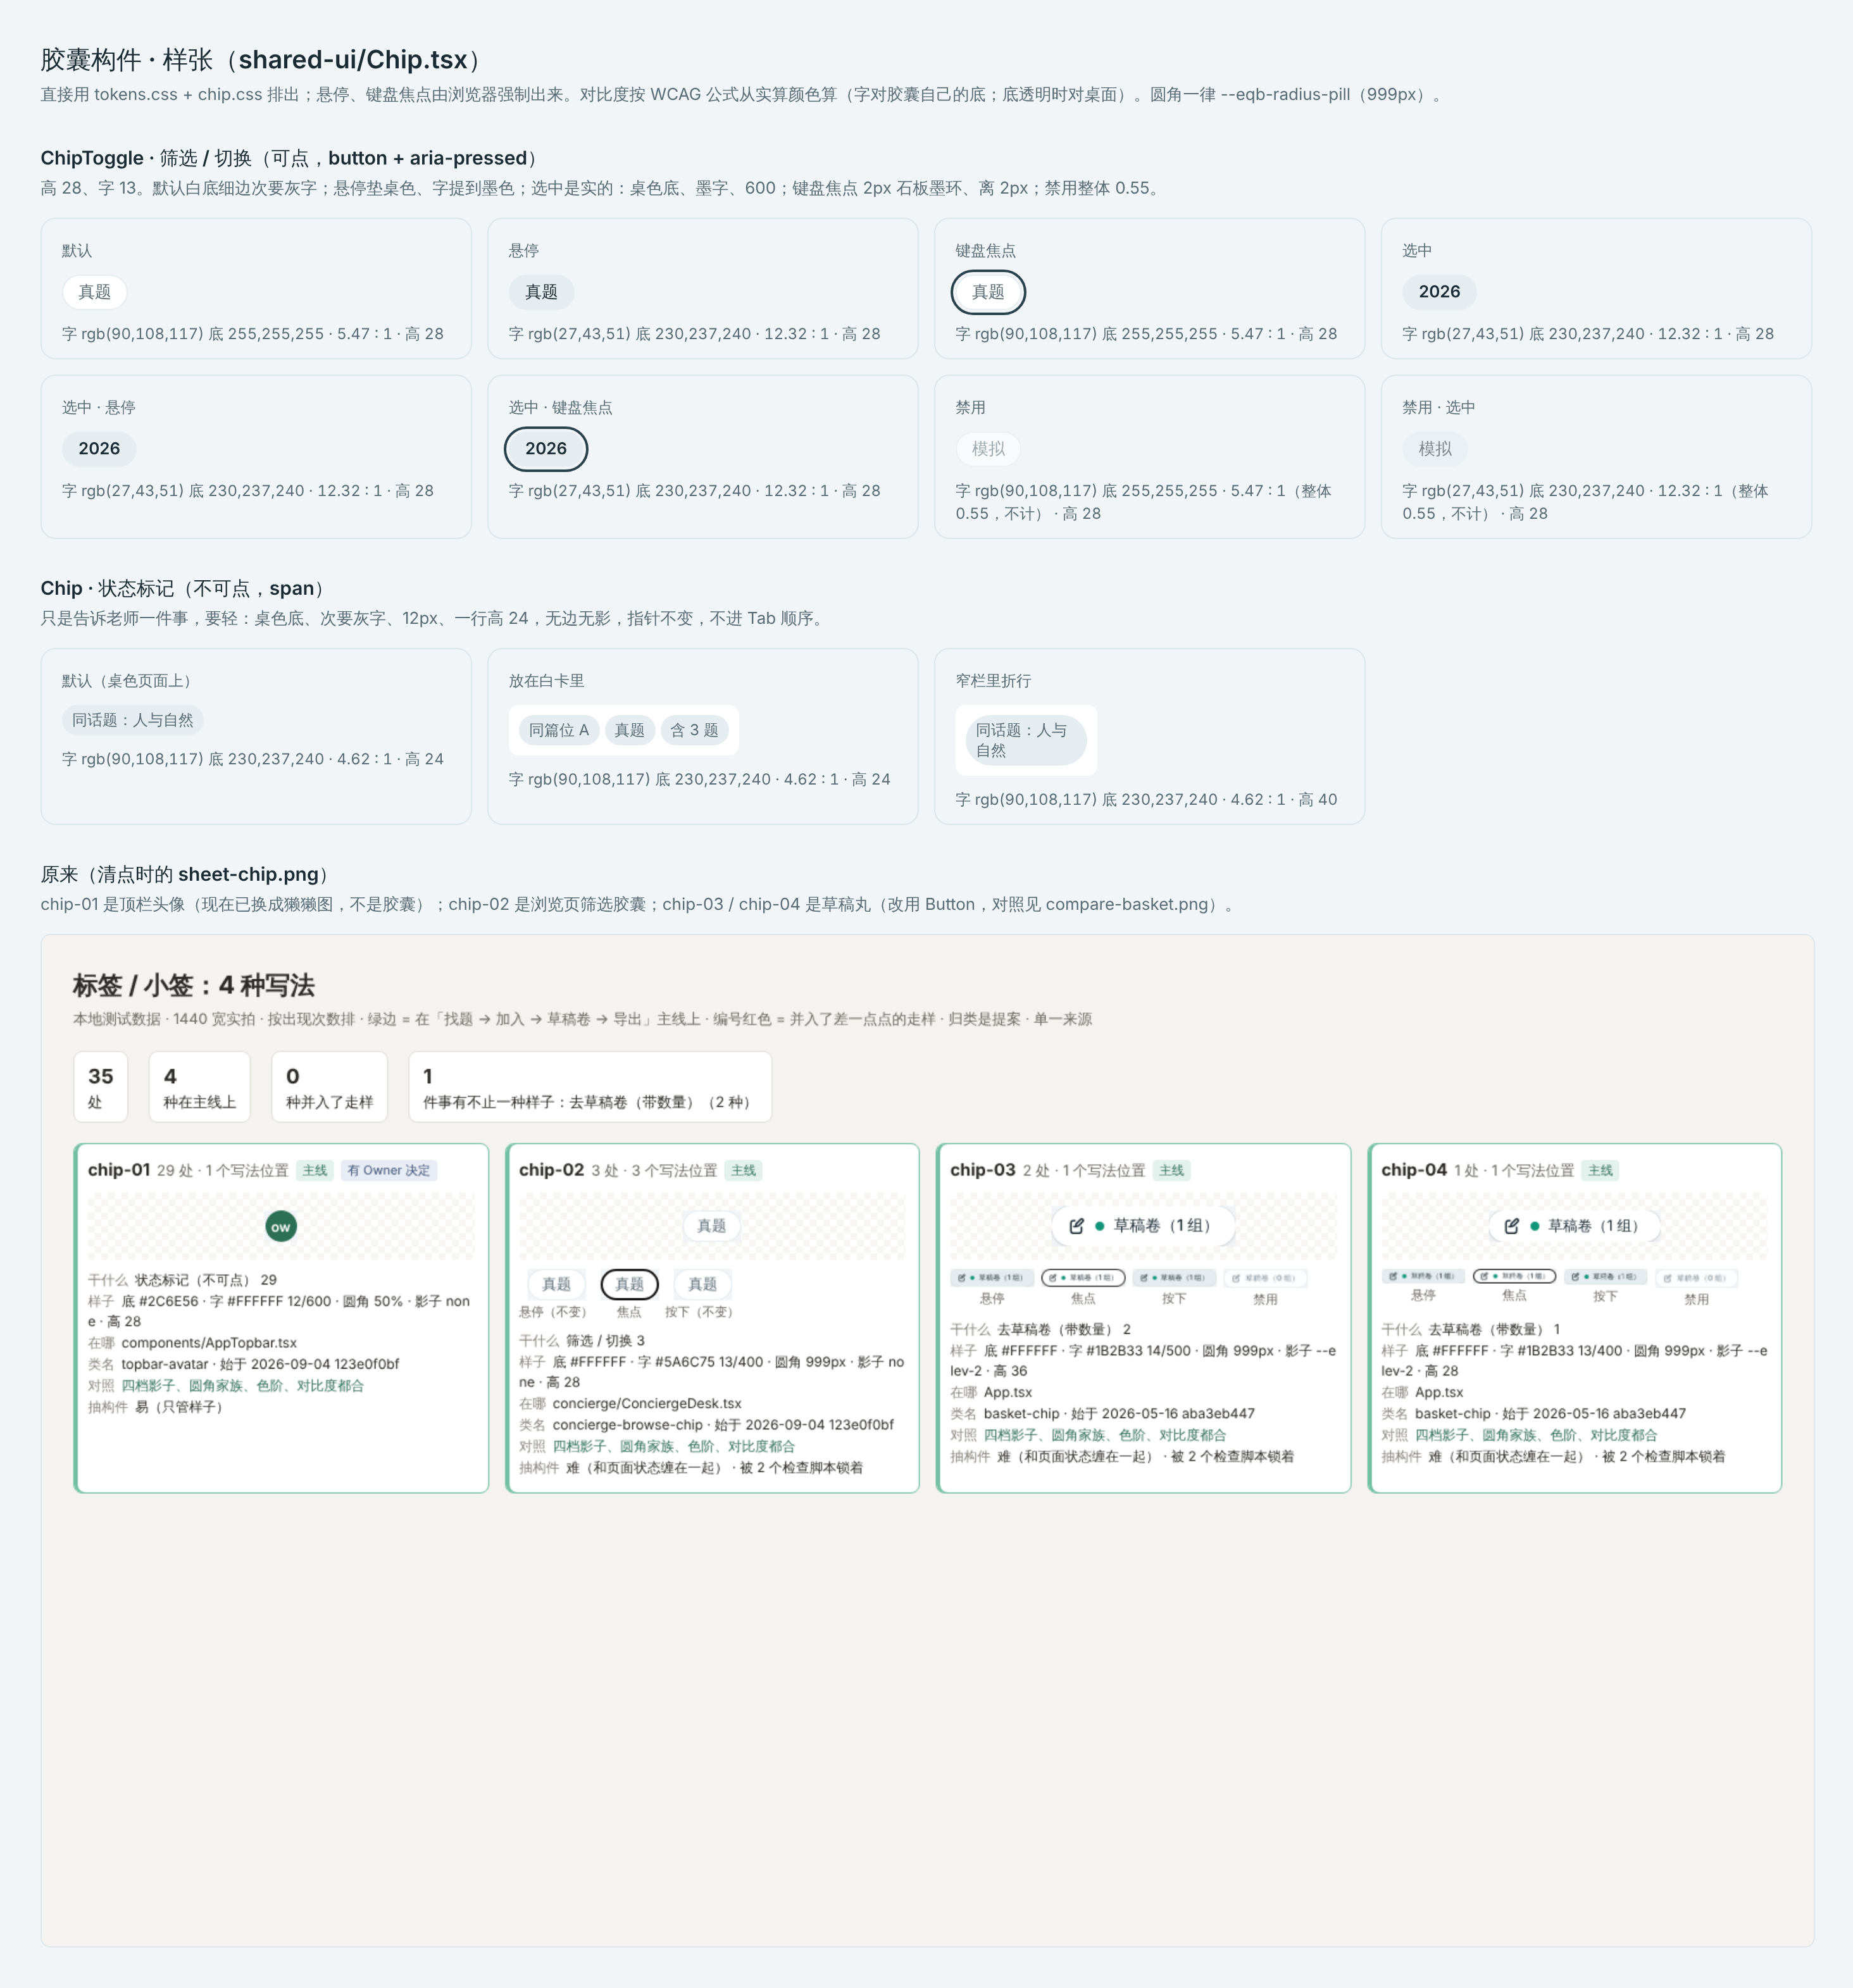 胶囊构件 · 样张（shared-ui/Chip.tsx）
直接用 tokens.css + chip.css 排出；悬停、键盘焦点由浏览器强制出来。对比度按 WCAG 公式从实算颜色算（字对胶囊自己的底；底透明时对桌面）。圆角一律 --eqb-radius-pill（999px）。
ChipToggle · 筛选 / 切换（可点，button + aria-pressed）
高 28、字 13。默认白底细边次要灰字；悬停垫桌色、字提到墨色；选中是实的：桌色底、墨字、600；键盘焦点 2px 石板墨环、离 2px；禁用整体 0.55。
默认
真题
字 rgb(90,108,117) 底 255,255,255 · 5.47 : 1 · 高 28
悬停
真题
字 rgb(27,43,51) 底 230,237,240 · 12.32 : 1 · 高 28
键盘焦点
真题
字 rgb(90,108,117) 底 255,255,255 · 5.47 : 1 · 高 28
选中
2026
字 rgb(27,43,51) 底 230,237,240 · 12.32 : 1 · 高 28
选中 · 悬停
2026
字 rgb(27,43,51) 底 230,237,240 · 12.32 : 1 · 高 28
选中 · 键盘焦点
2026
字 rgb(27,43,51) 底 230,237,240 · 12.32 : 1 · 高 28
禁用
模拟
字 rgb(90,108,117) 底 255,255,255 · 5.47 : 1（整体
0.55，不计） · 高 28
禁用 · 选中
模拟
字 rgb(27,43,51) 底 230,237,240 · 12.32 : 1（整体
0.55，不计） · 高 28
Chip · 状态标记（不可点，span）
只是告诉老师一件事，要轻：桌色底、次要灰字、12px、一行高 24，无边无影，指针不变，不进 Tab 顺序。
默认（桌色页面上）
同话题：人与自然
字 rgb(90,108,117) 底 230,237,240 · 4.62 : 1 · 高 24
放在白卡里
同篇位 A 真题 含 3 题
字 rgb(90,108,117) 底 230,237,240 · 4.62 : 1 · 高 24
窄栏里折行
同话题：人与
自然
字 rgb(90,108,117) 底 230,237,240 · 4.62 : 1 · 高 40
原来（清点时的 sheet-chip.png）
chip-01 是顶栏头像（现在已换成獭獭图，不是胶囊）；chip-02 是浏览页筛选胶囊；chip-03 / chip-04 是草稿丸（改用 Button，对照见 compare-basket.png）。
标签 / 小签：4 种写法
本地测试数据 · 1440 宽实拍 · 按出现次数排 · 绿边 = 在「找题 → 加入 → 草稿卷 → 导出」主线上 · 编号红色 = 并入了差一点点的走样 · 归类是提案 · 单一来源
35
处
4
种在主线上
0
种并入了走样
1
件事有不止一种样子：去草稿卷（带数量）（2 种）
chip-01 29 处 · 1 个写法位置 主线 有 Owner 决定
ow
干什么 状态标记（不可点） 29
样子 底 #2C6E56 · 字 #FFFFFF 12/600 · 圆角 50% · 影子 non
e · 高 28
在哪 components/AppTopbar.tsx
类名 topbar-avatar · 始于 2026-09-04 123e0f0bf
对照 四档影子、圆角家族、色阶、对比度都合
抽构件 易（只管样子）
chip-02 3 处 · 3 个写法位置 主线
真题
真题 真题 真题
悬停（不变） 焦点 按下（不变）
干什么 筛选 / 切换 3
样子 底 #FFFFFF · 字 #5A6C75 13/400 · 圆角 999px · 影子 no
ne · 高 28
在哪 concierge/ConciergeDesk.tsx
类名 concierge-browse-chip · 始于 2026-09-04 123e0f0bf
对照 四档影子、圆角家族、色阶、对比度都合
抽构件 难（和页面状态缠在一起） · 被 2 个检查脚本锁着
chip-03 2 处 · 1 个写法位置 主线
草稿卷（1 组）
草稿卷（1 组） 草稿卷（1 组） 草稿卷（1 组） 草稿卷（0 组）
悬停 焦点 按下 禁用
干什么 去草稿卷（带数量） 2
样子 底 #FFFFFF · 字 #1B2B33 14/500 · 圆角 999px · 影子 --e
lev-2 · 高 36
在哪 App.tsx
类名 basket-chip · 始于 2026-05-16 aba3eb447
对照 四档影子、圆角家族、色阶、对比度都合
抽构件 难（和页面状态缠在一起） · 被 2 个检查脚本锁着
chip-04 1 处 · 1 个写法位置 主线
草稿卷（1 组）
草稿卷（1 组） 草稿卷（1 组） 草稿卷（1 组） 草稿卷（0 组）
悬停 焦点 按下 禁用
干什么 去草稿卷（带数量） 1
样子 底 #FFFFFF · 字 #1B2B33 13/400 · 圆角 999px · 影子 --e
lev-2 · 高 28
在哪 App.tsx
类名 basket-chip · 始于 2026-05-16 aba3eb447
对照 四档影子、圆角家族、色阶、对比度都合
抽构件 难（和页面状态缠在一起） · 被 2 个检查脚本锁着